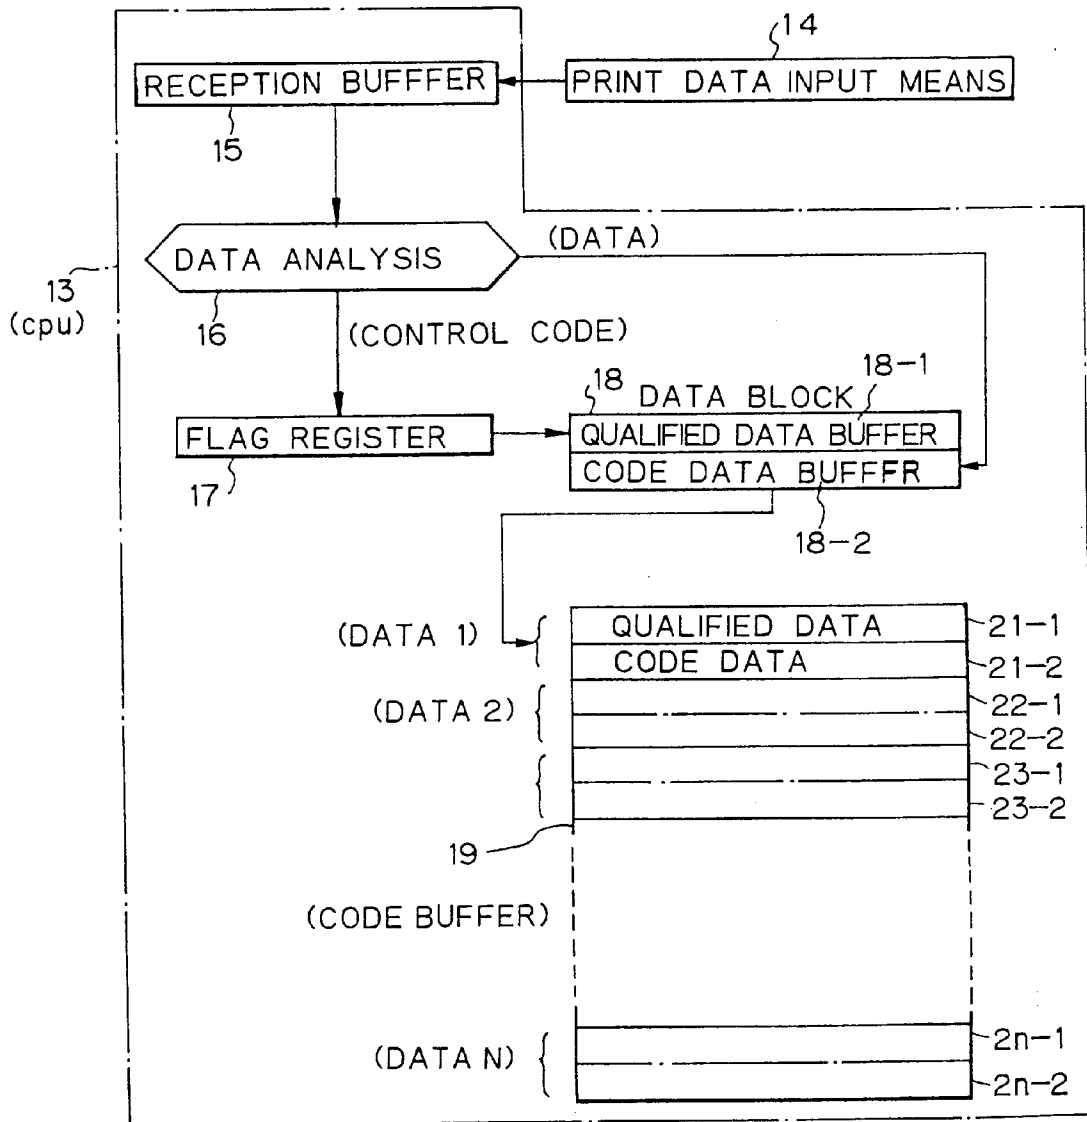 14
RECEPTION BUFFFER
PRINT DATA INPUT MEANS
15
(DATA)
DATA ANALYSIS
13
(cpu)
16
(CONTROL CODE)
18
18-1
DATA BLOCK
FLAG REGISTER
QUALIFIED DATA BUFFER
CODE DATA BUFFFR
17
18-2
(DATA 1)
QUALIFIED DATA
21-1
CODE DATA
21-2
(DATA 2)
22-1
22-2
23-1
23-2
19
(CODE BUFFER)
(DATA N)
2n-1
2n-2